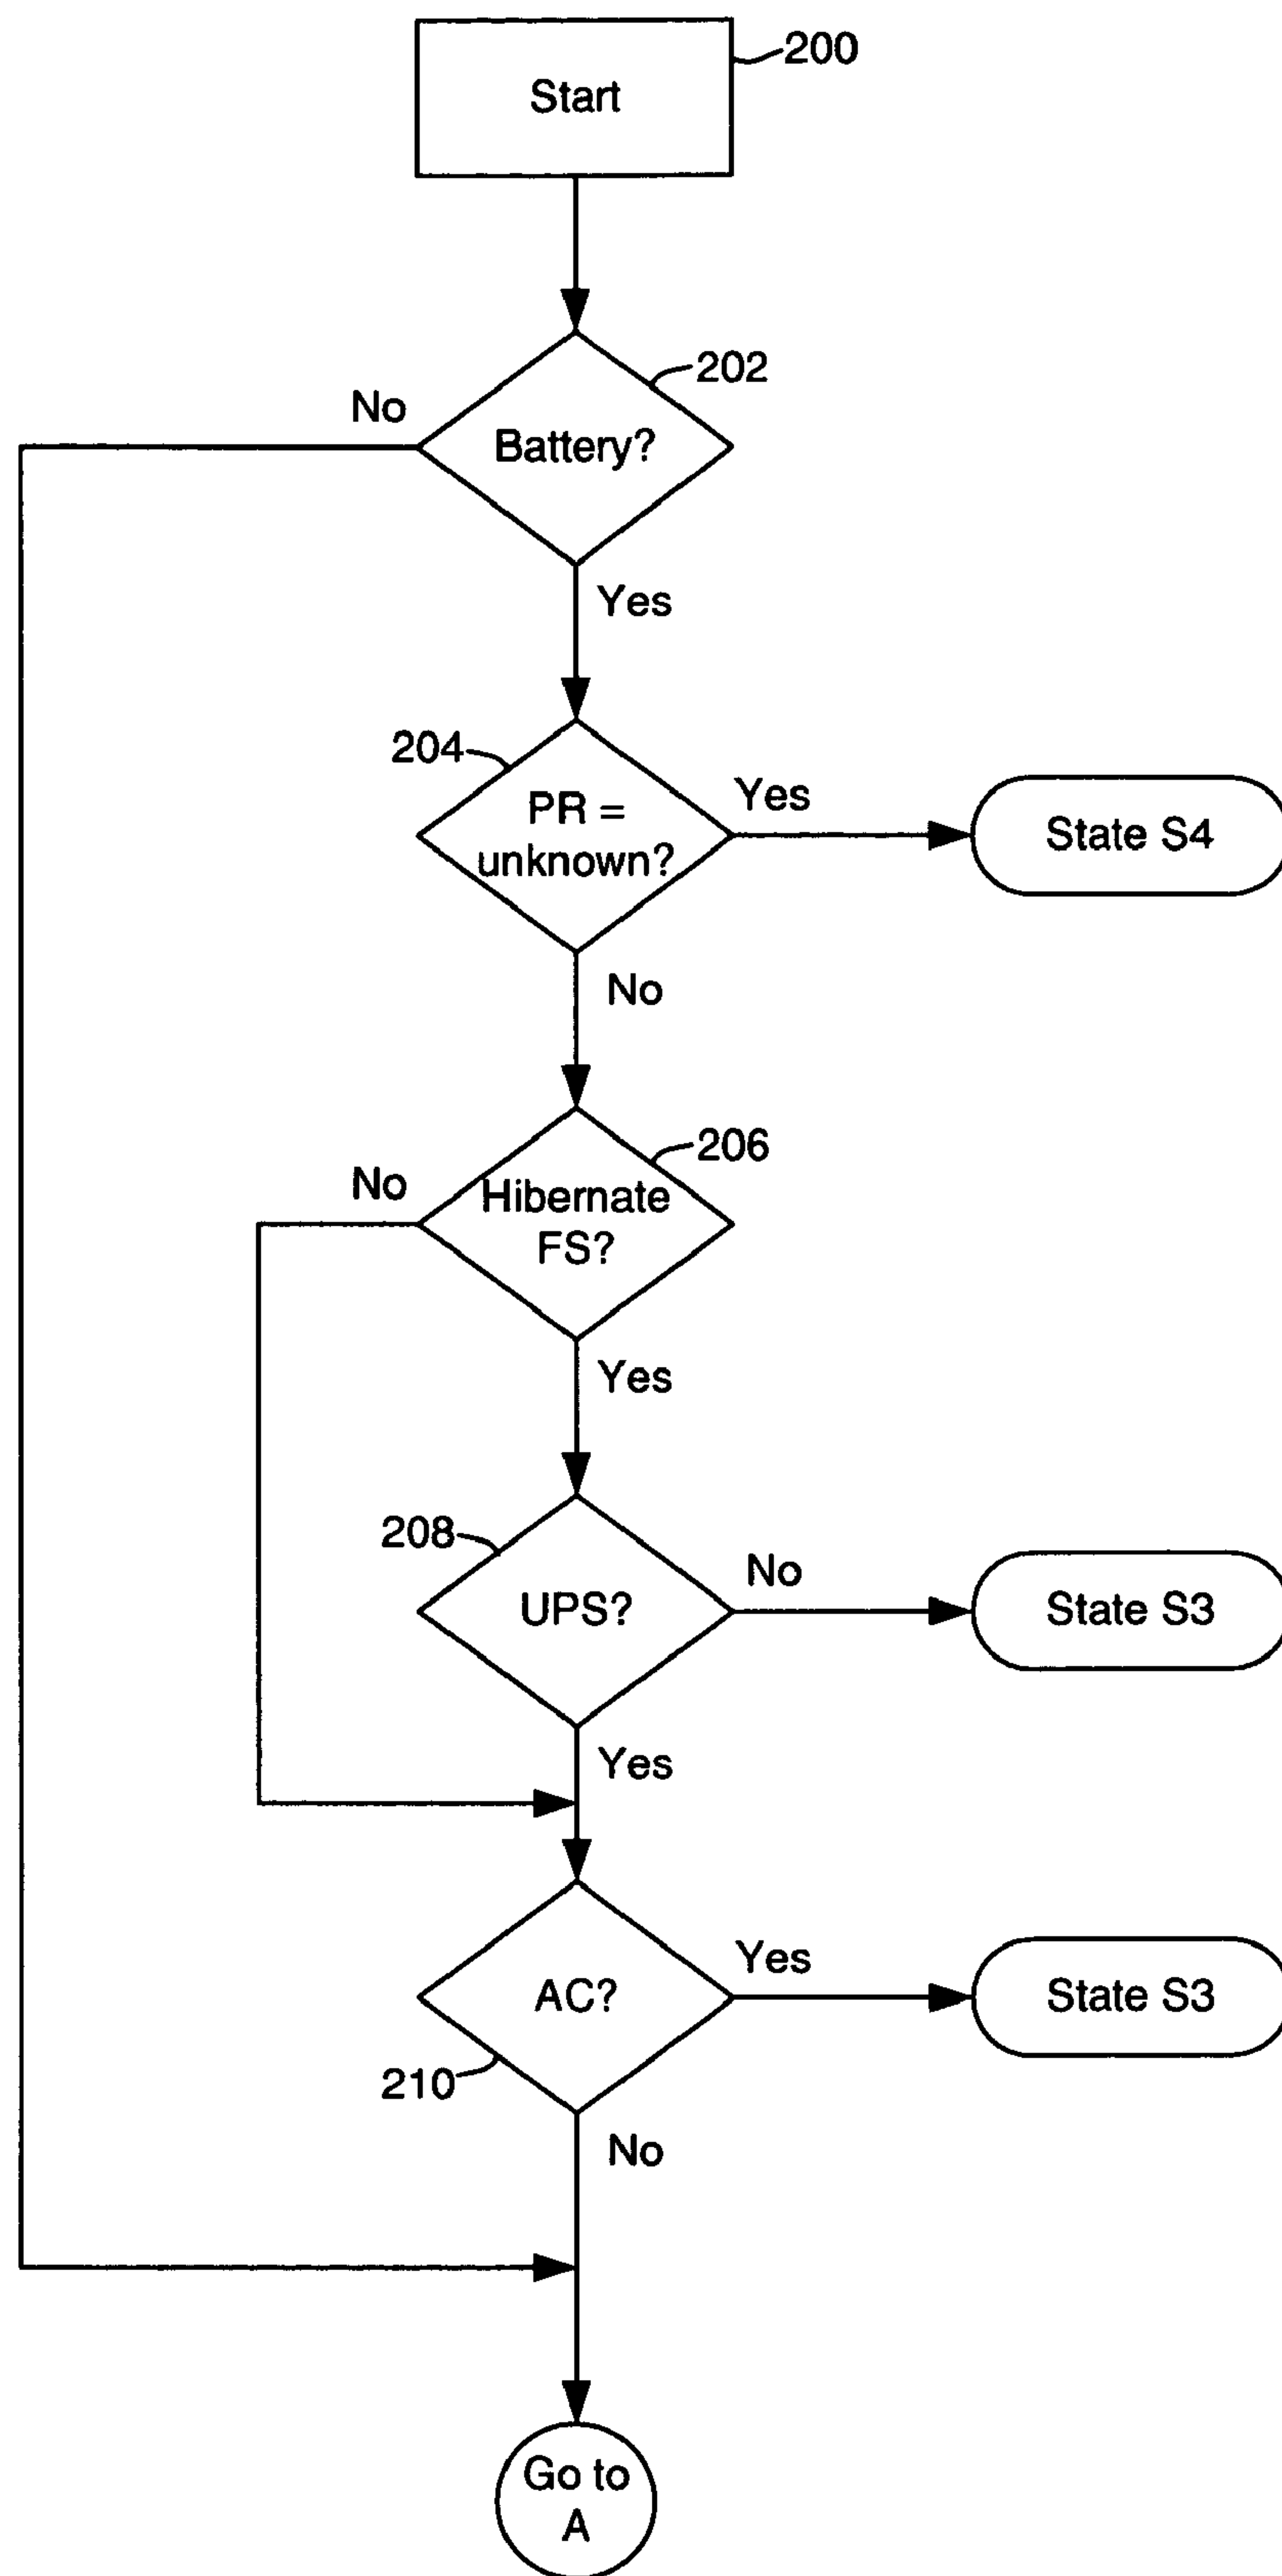 Start
200
202
No
Battery?
Yes
204
PR =
unknown?
Yes
State S4
No
206
No
Hibernate
FS?
Yes
208
UPS?
No
State S3
Yes
AC?
Yes
State S3
210
No
Go to
A